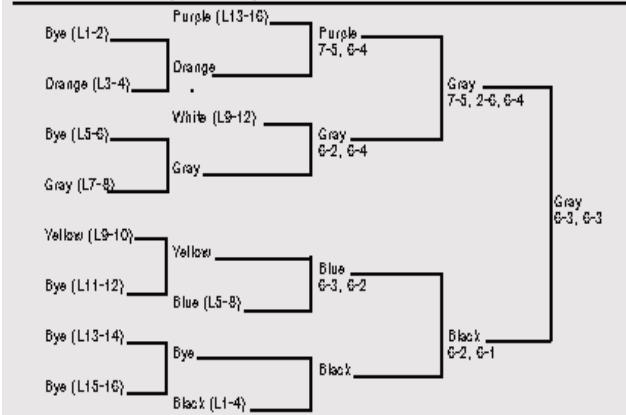 Bye (L1-2)
Orange (L3-4)
Bye (L5-6)
Gray (L7-8)
Yellow (L9-10)
Bye (L11-12)
Bye (L13-14)
Bye (L15-16)
Purple (L13-16)
Orange
White (L9-12)
Gray
Yellow
Blue (L5-8)
Bye
Black (L1-4)
Purple
7-5, 6-4
Gray
6-2, 6-4
Blue
6-3, 6-2
Black
Gray
7-5, 2-6, 6-4
Black
6-2, 6-1
Gray
6-3, 6-3